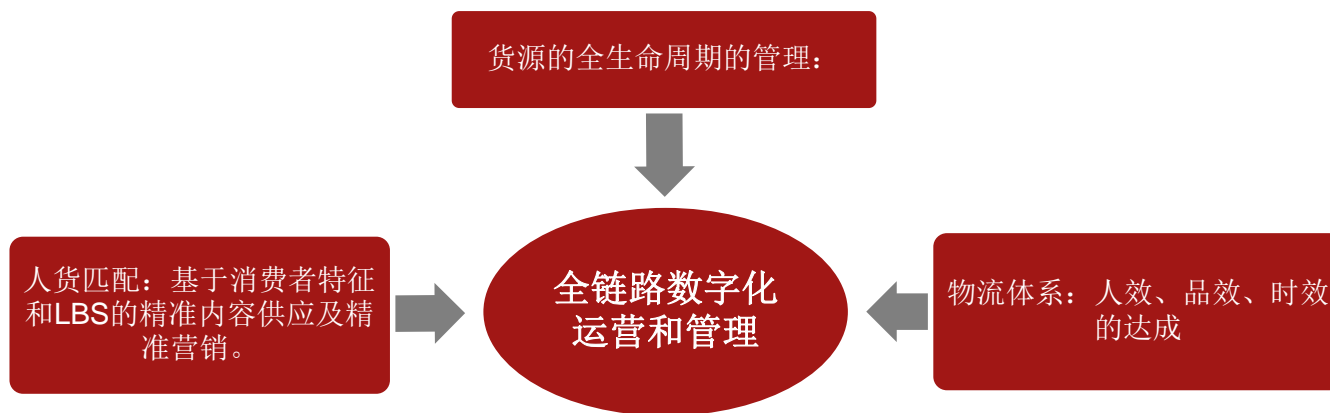 货源的全生命周期的管理：
人货匹配：基于消费者特征
和LBS的精准内容供应及精
准营销。
全链路数字化
运营和管理
物流体系：人效、品效、时效
的达成